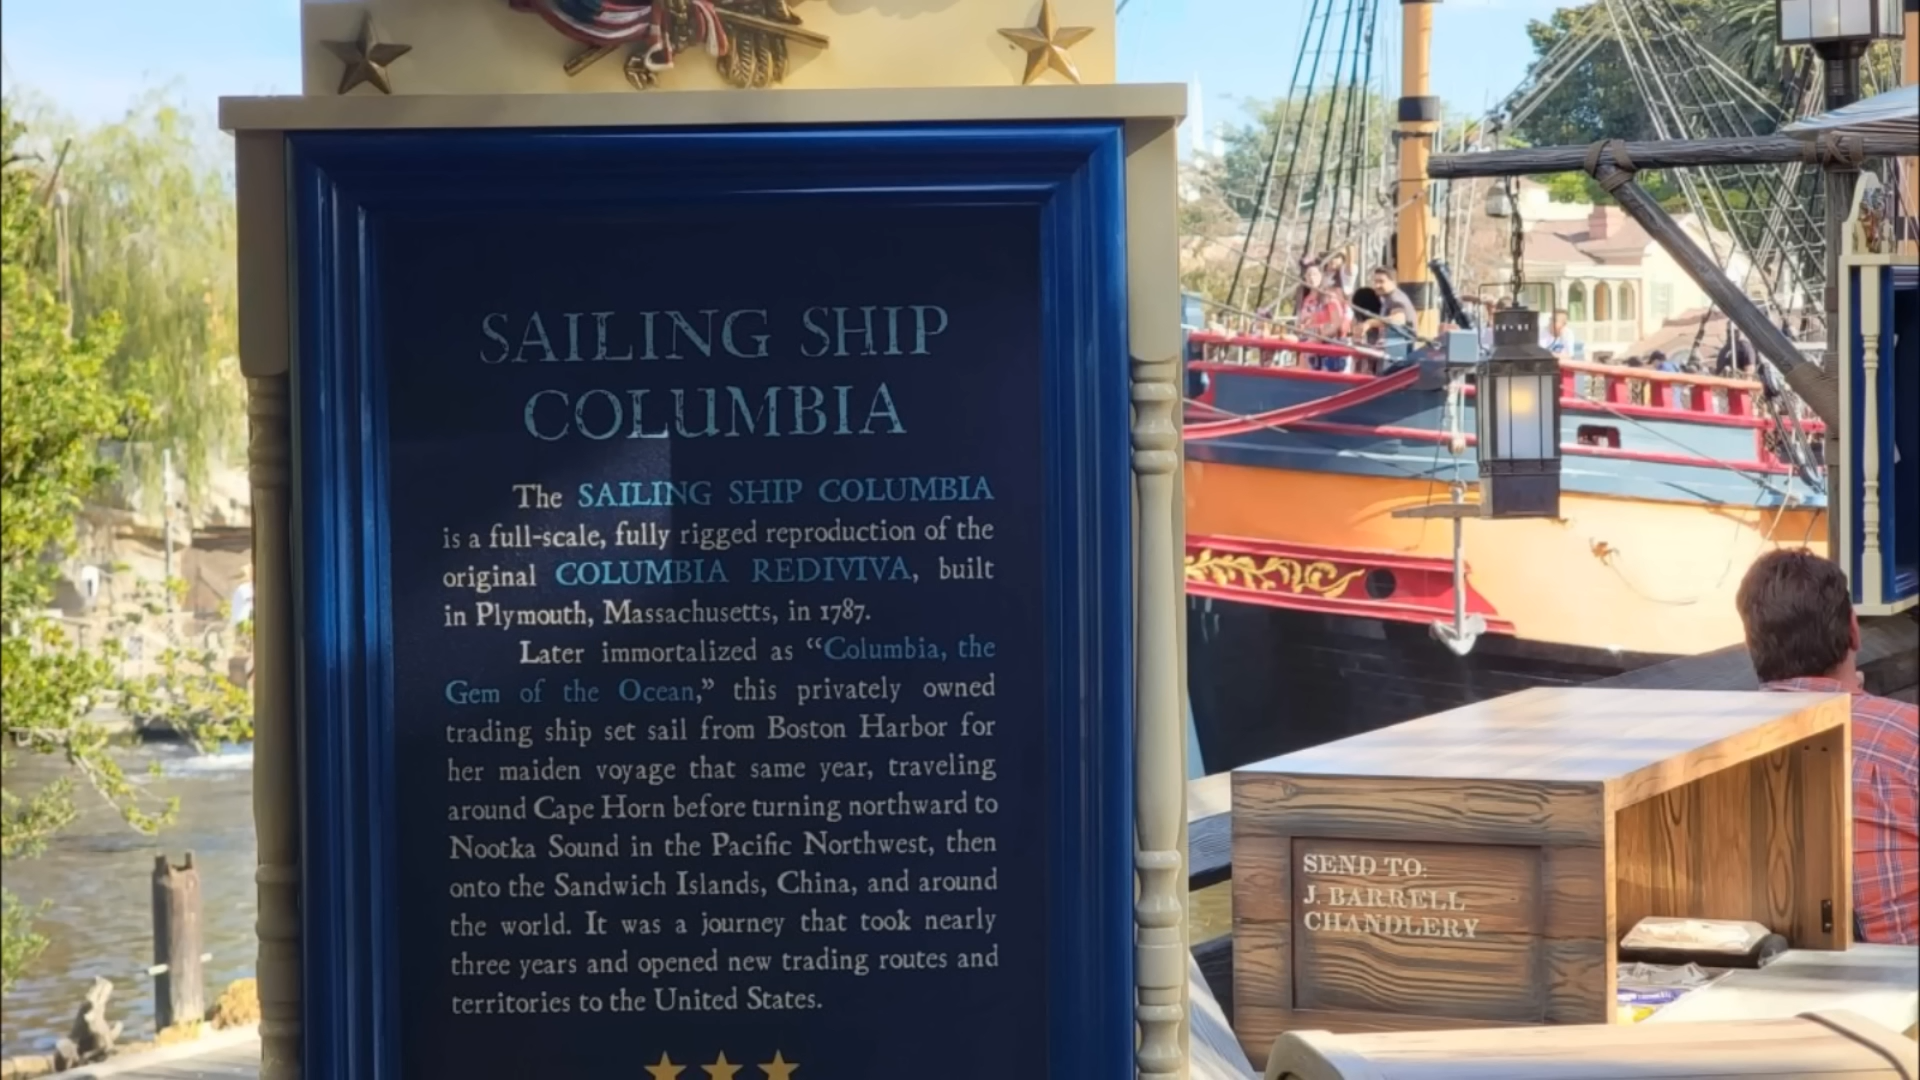 SAILING SHIP
COLUMBIA
The SAILING SHIP COLUMBIA
is a full-scale, fully rigged reproduction of the
original COLUMBIA REDIVIVA, built
in Plymouth, Massachusetts, in 1787.
Later immortalized as “Columbia, the
Gem of the Ocean,” this privately owned
trading ship set sail from Boston Harbor for
her maiden voyage that same year, traveling
around Cape Horn before turning northward to
Nootka Sound in the Pacific Northwest, then
onto the Sandwich Islands, China, and around
the world. It was a journey that took nearly
three years and opened new trading routes and
territories to the United States.
SEND TO:
J. BARRELL
CHANDLERY